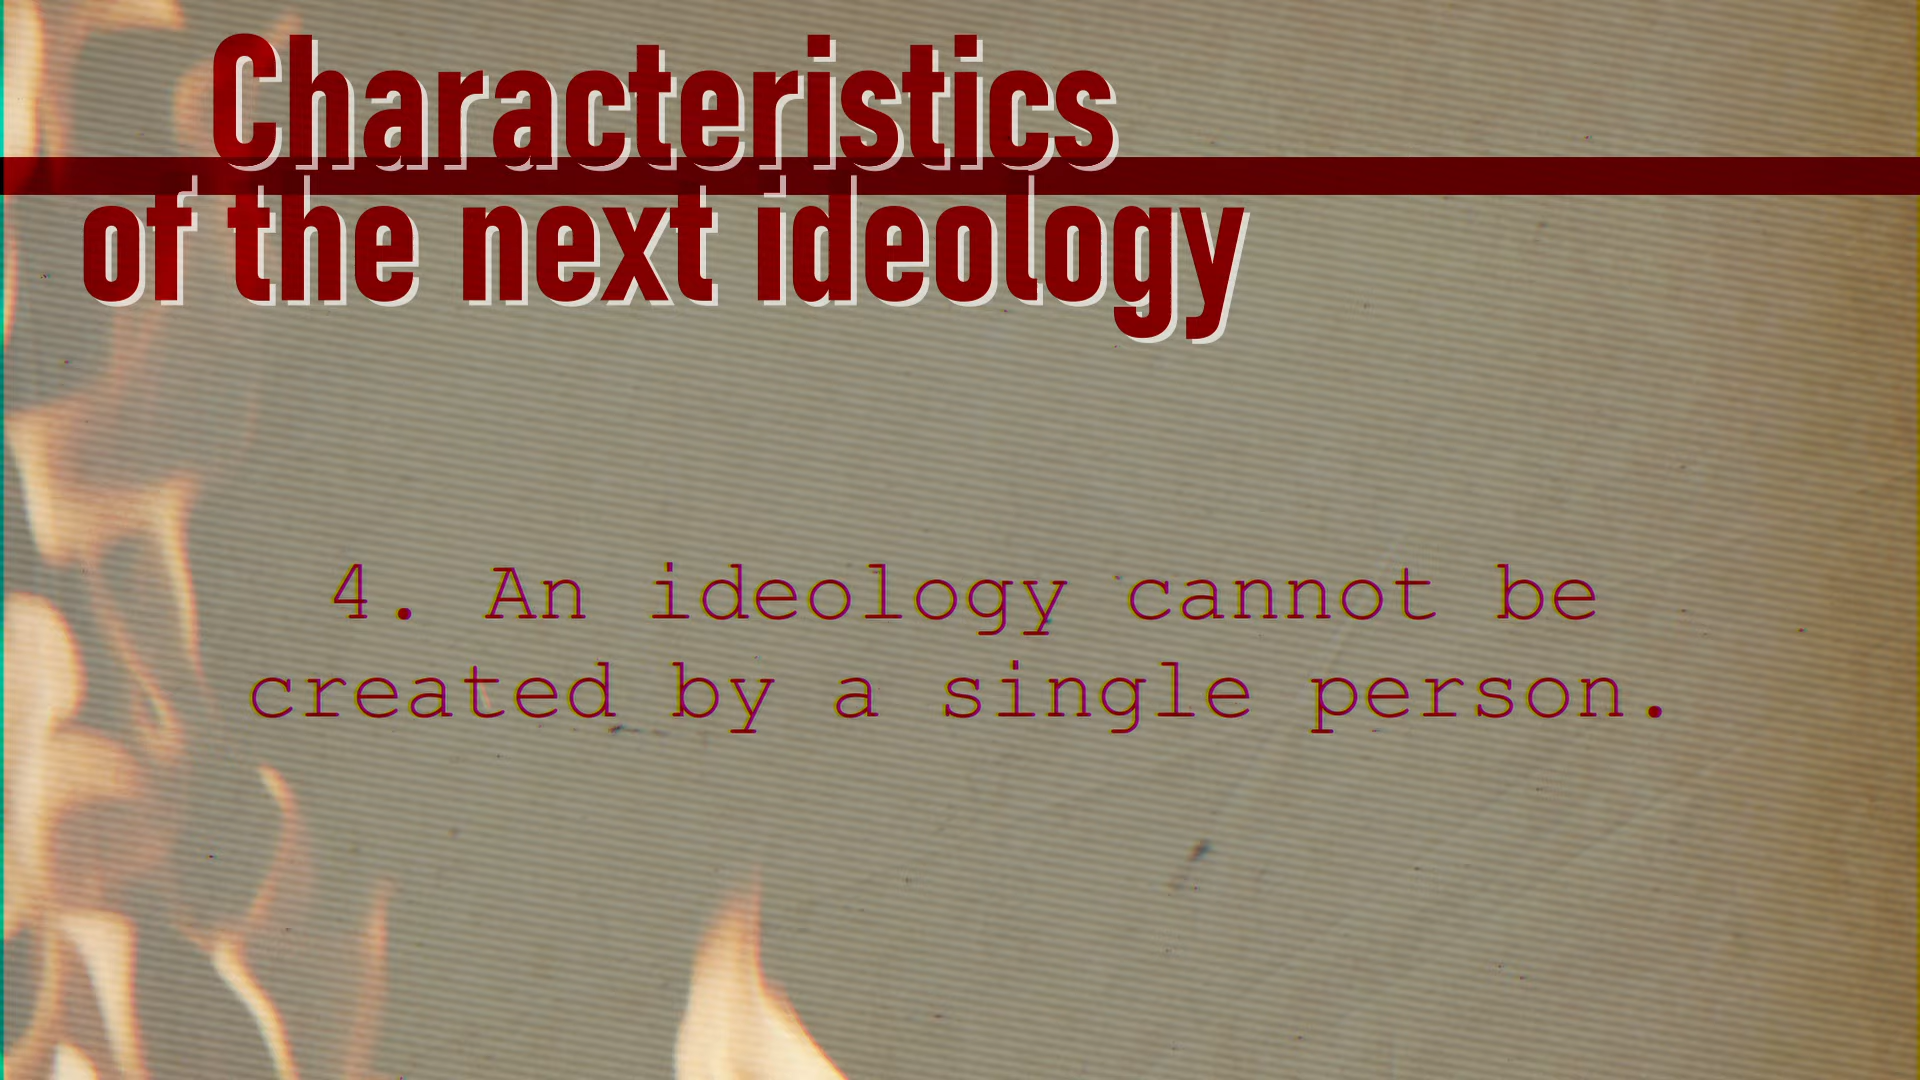 Characteristics
of the next ideology
4. An ideology cannot be
created by a single person.